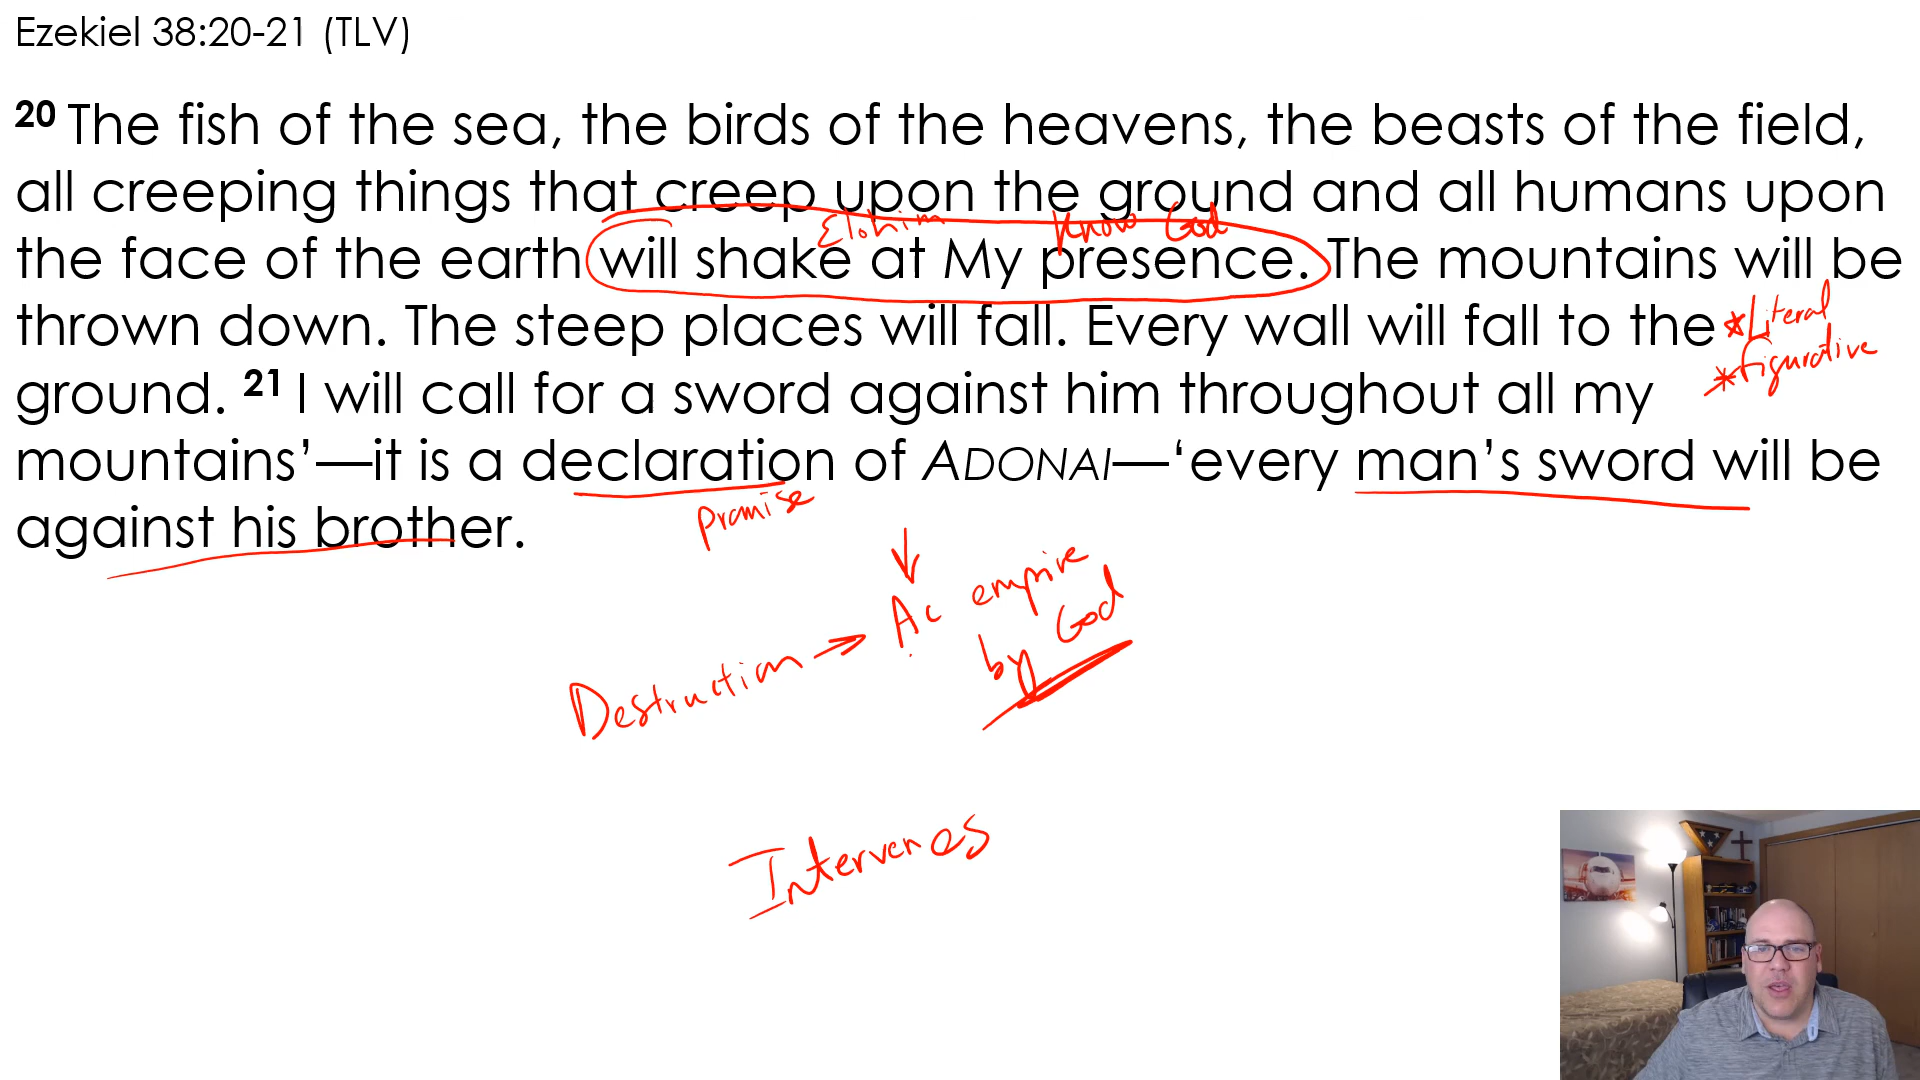 Ezekiel 38:20-21 (TLV)
20 The fish of the sea, the birds of the heavens, the beasts of the field,
all creeping things that creep upon the ground and all humans upon
Elohim Know God
the face of the earth will shake at My presence. The mountains will be
thrown down. The steep places will fall. Every wall will fall to the
*Literal
*figurative
ground. 21 I will call for a sword against him throughout all my
mountains’—it is a declaration of ADONAI—‘every man’s sword will be
promise
against his brother.
Destruction → Ac empire
by God
Intervenes